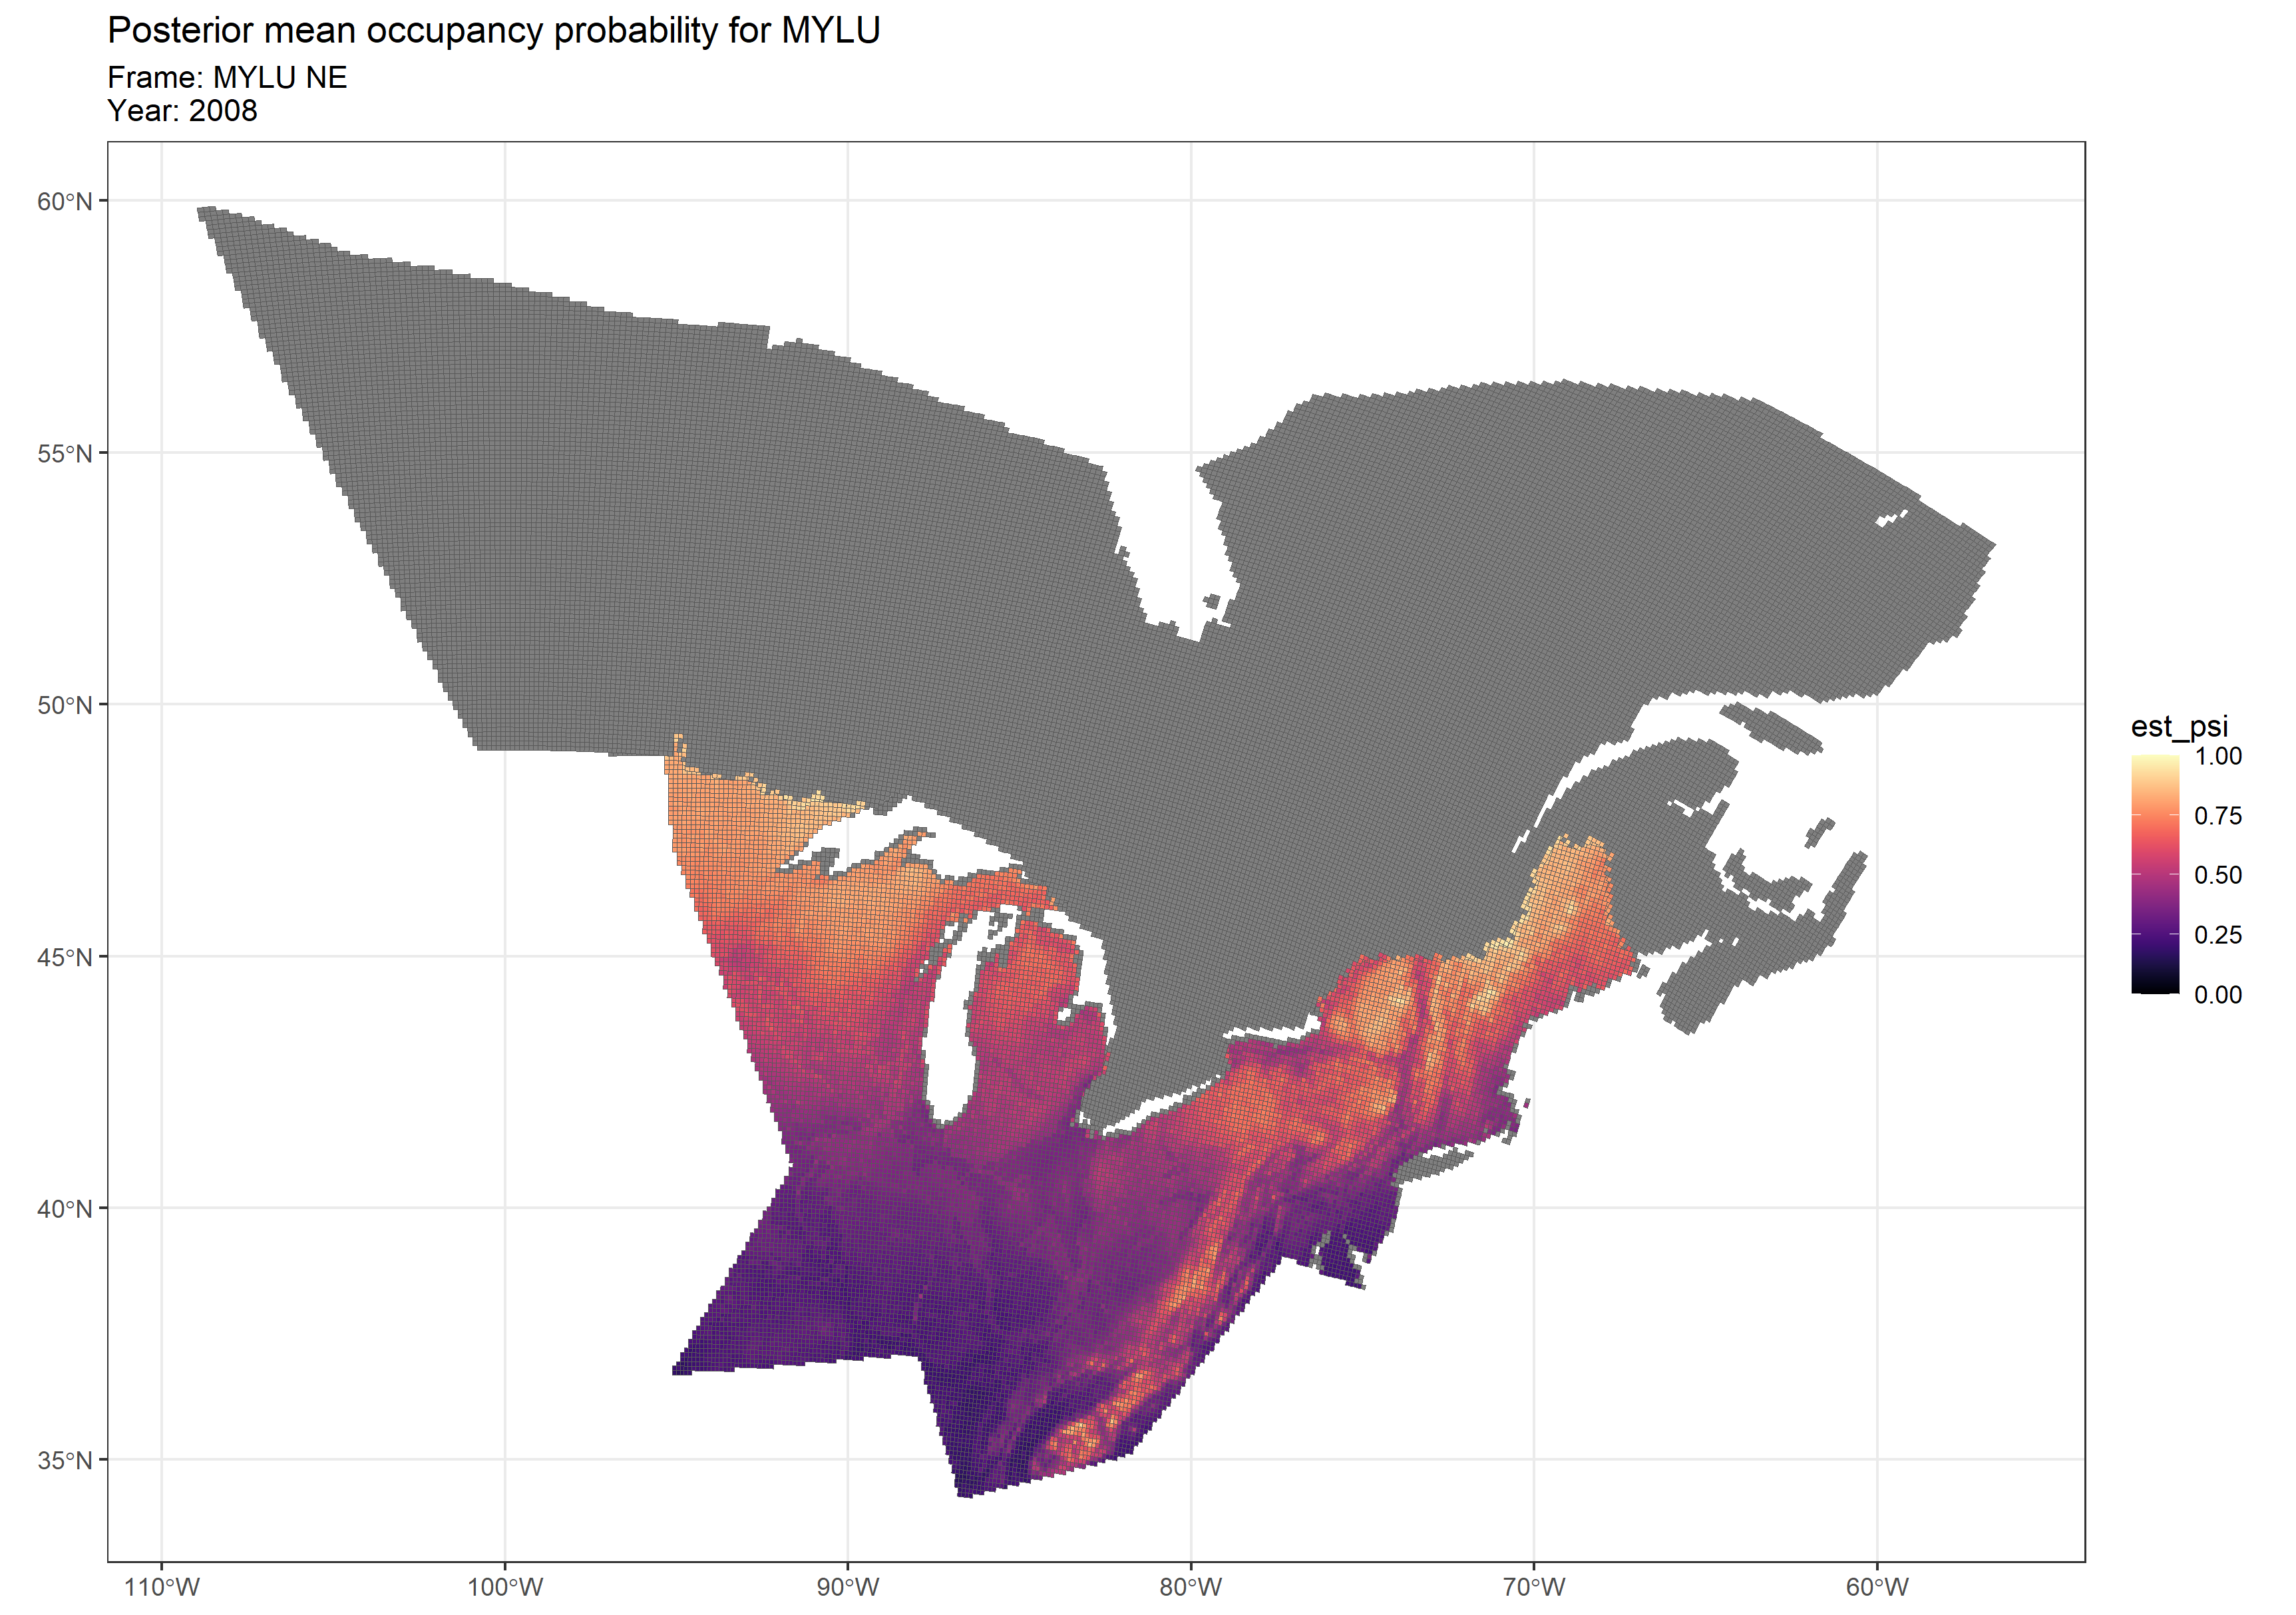 Posterior mean occupancy probability for MYLU
Frame: MYLU NE
Year: 2008
60°N
55°N
50°N
45°N
40°N
35°N
110°W
100°W
90°W
80°W
70°W
60°W
est_psi
1.00
0.75
0.50
0.25
0.00